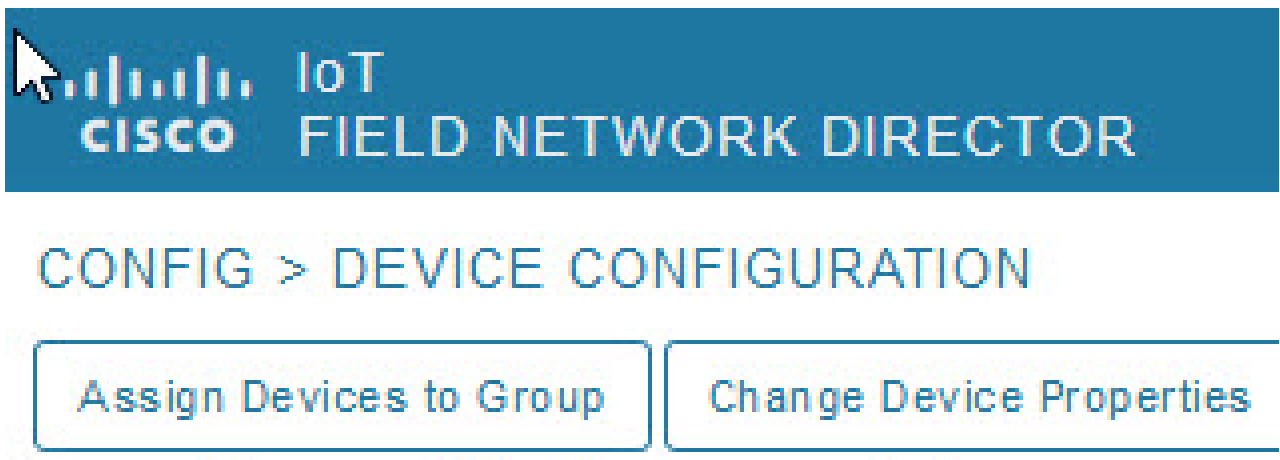 IoT
CISCO FIELD NETWORK DIRECTOR
CONFIG > DEVICE CONFIGURATION
Assign Devices to Group Change Device Properties